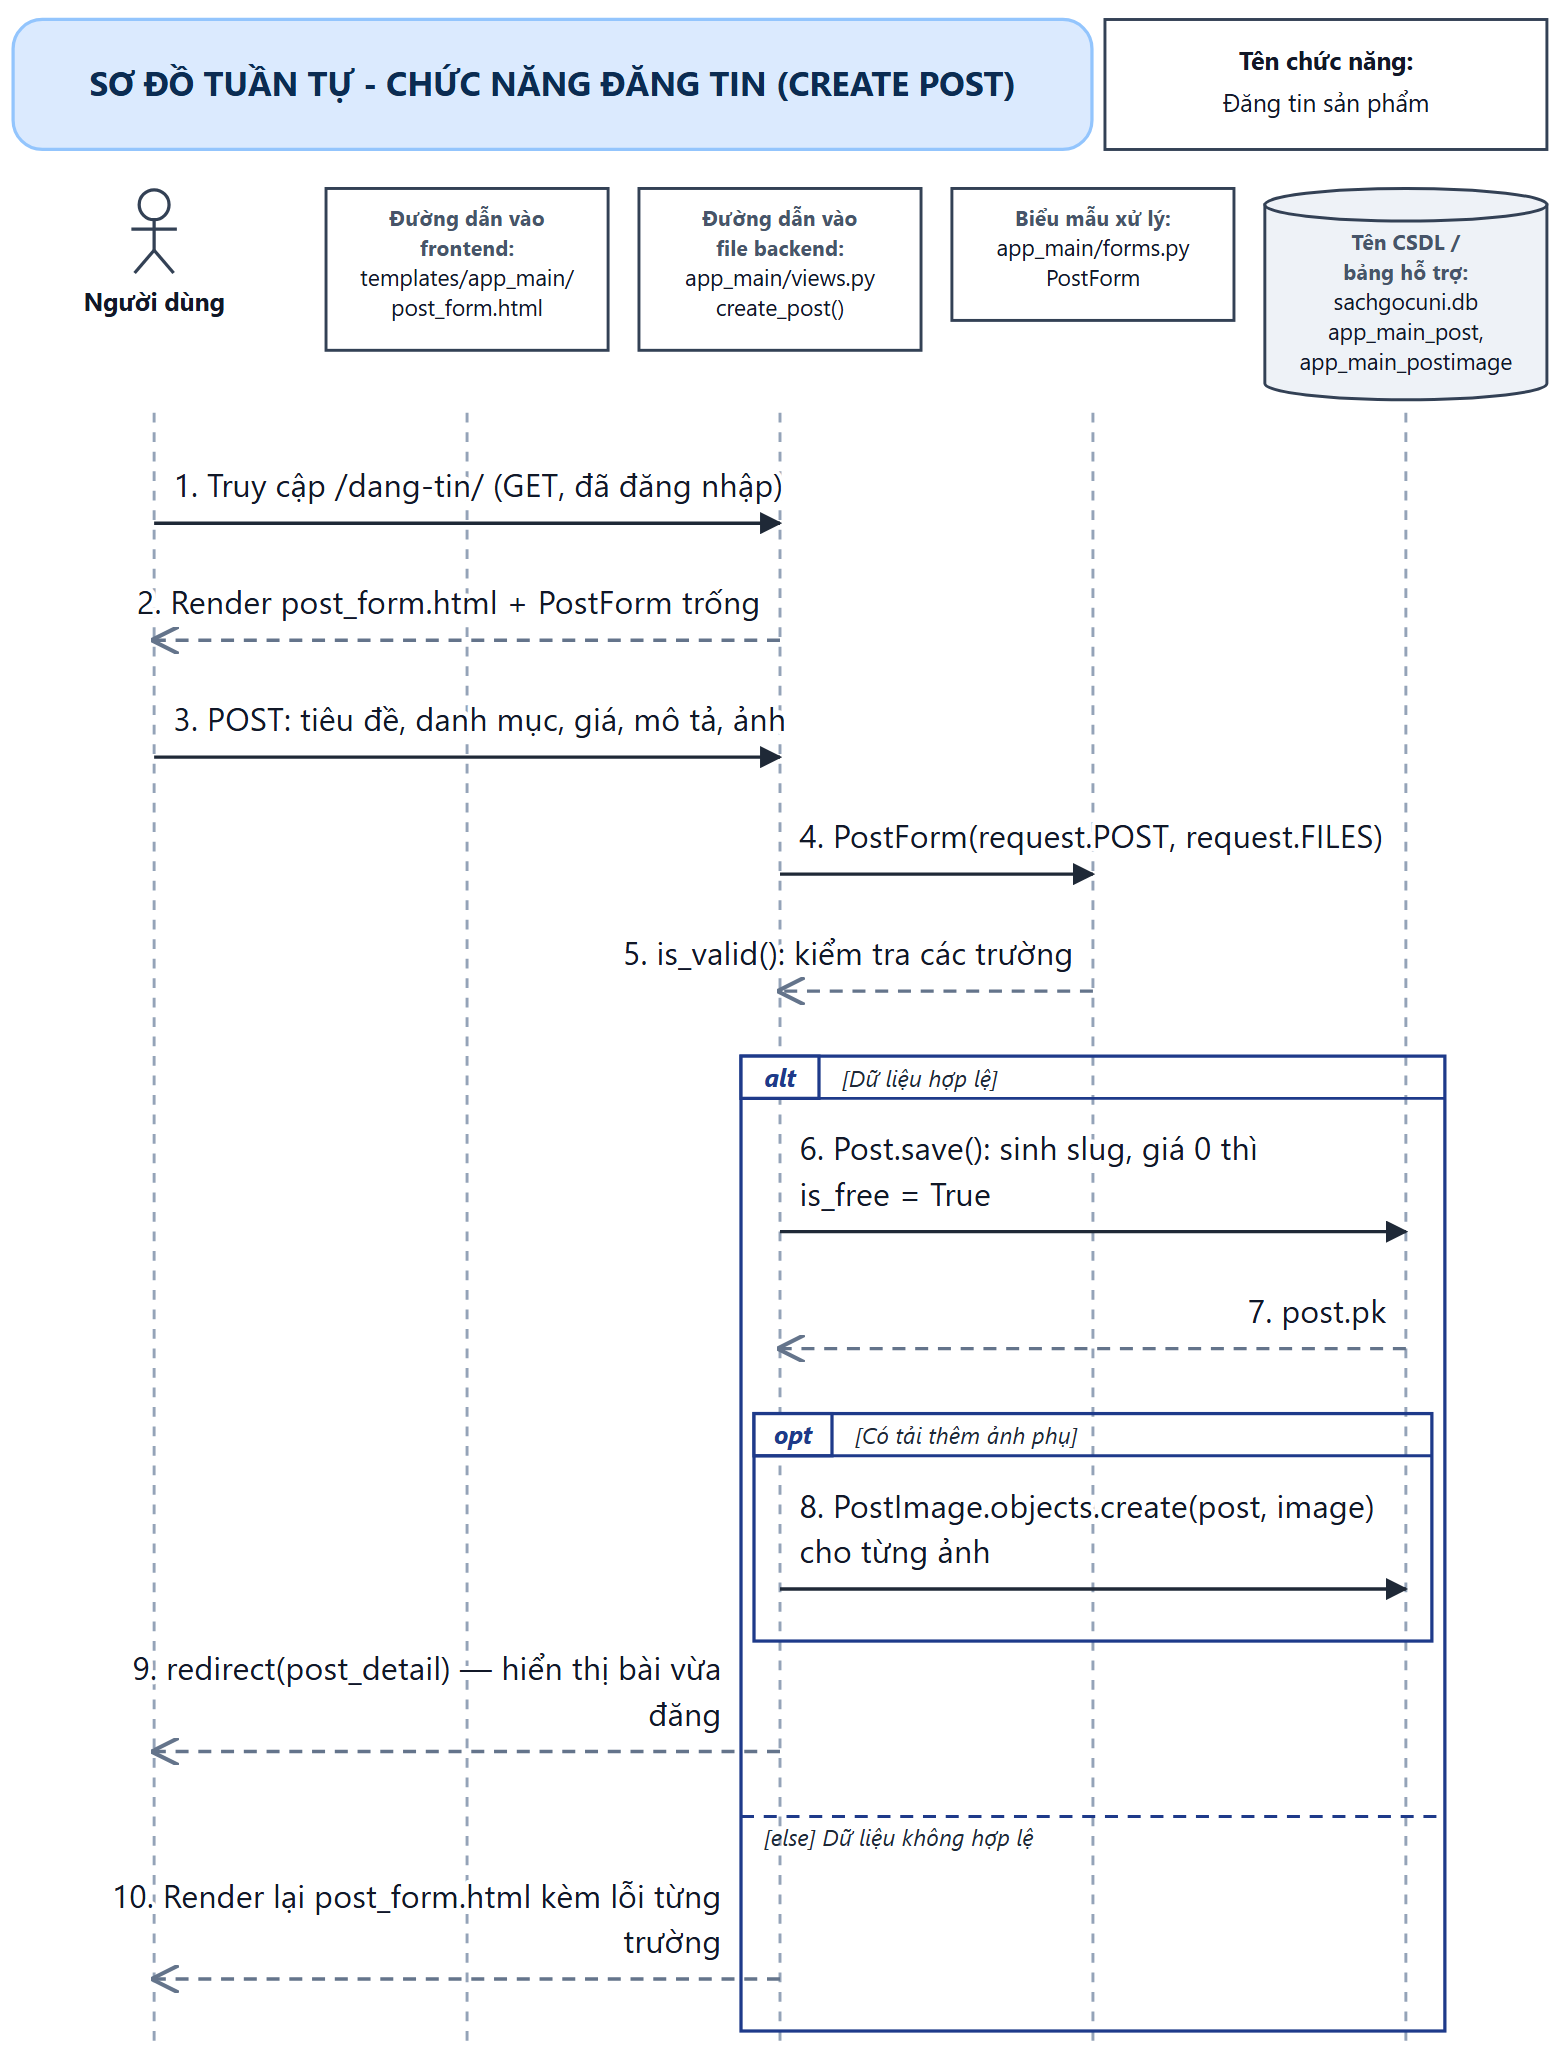 SƠ ĐỒ TUẦN TỰ - CHỨC NĂNG ĐĂNG TIN (CREATE POST)
Tên chức năng:
Đăng tin sản phẩm
Người dùng
Đường dẫn vào
frontend:
templates/app_main/
post_form.html
Đường dẫn vào
file backend:
app_main/views.py
create_post()
Biểu mẫu xử lý:
app_main/forms.py
PostForm
Tên CSDL /
bảng hỗ trợ:
sachgocuni.db
app_main_post,
app_main_postimage
1. Truy cập /dang-tin/ (GET, đã đăng nhập)
2. Render post_form.html + PostForm trống
3. POST: tiêu đề, danh mục, giá, mô tả, ảnh
4. PostForm(request.POST, request.FILES)
5. is_valid(): kiểm tra các trường
alt [Dữ liệu hợp lệ]
6. Post.save(): sinh slug, giá 0 thì
is_free = True
7. post.pk
opt [Có tải thêm ảnh phụ]
8. PostImage.objects.create(post, image)
cho từng ảnh
9. redirect(post_detail) — hiển thị bài vừa
đăng
[else] Dữ liệu không hợp lệ
10. Render lại post_form.html kèm lỗi từng
trường